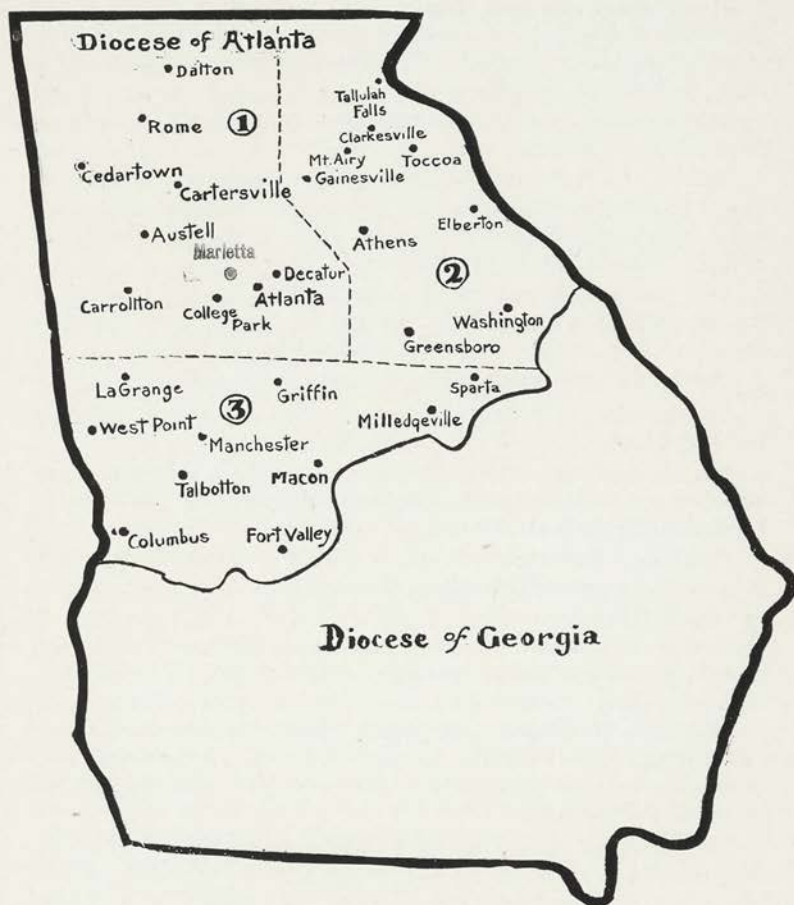 Diocese of Atlanta
Dalton
Rome
①
Cedartown
Cartersville
Austell
Marietta
Decatur
Carrollton
College
Park
Atlanta
Tallulah
Falls
Clarkesville
Mt. Airy
Toccoa
Gainesville
Elberton
Athens
②
Washington
Greensboro
LaGrange
③
Griffin
Sparta
West Point
Milledgeville
Manchester
Talbotton
Macon
Columbus
Fort Valley
Diocese of Georgia